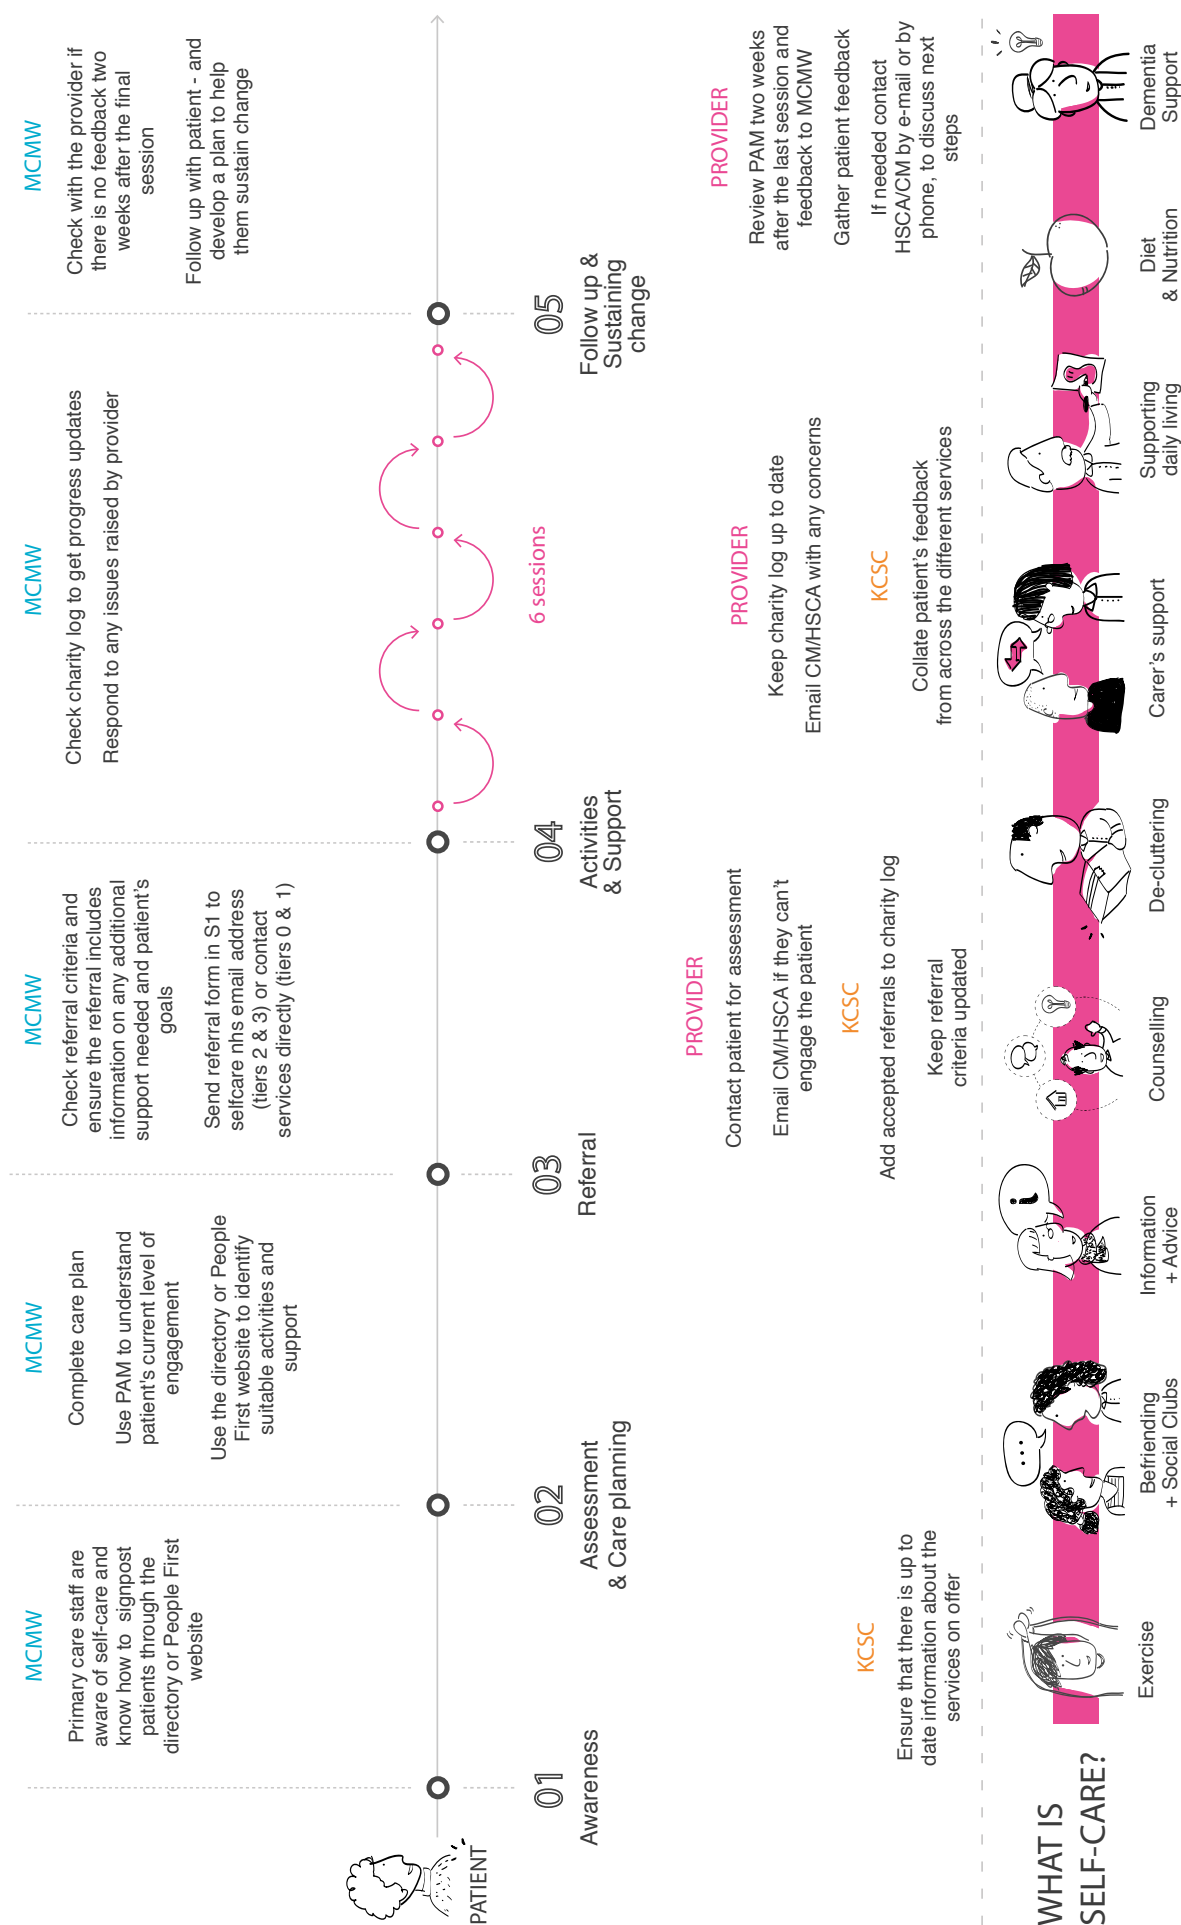 MCMW
Primary care staff are
aware of self-care and
know how to signpost
patients through the
directory or People First
website
MCMW
Complete care plan
Use PAM to understand
patient's current level of
engagement
Use the directory or People
First website to identify
suitable activities and
support
MCMW
Check referral criteria and
ensure the referral includes
information on any additional
support needed and patient's
goals
Send referral form in S1 to
selfcare nhs email address
(tiers 2 & 3) or contact
services directly (tiers 0 & 1)
MCMW
Check charity log to get progress updates
Respond to any issues raised by provider
MCMW
Check with the provider if
there is no feedback two
weeks after the final
session
Follow up with patient - and
develop a plan to help
them sustain change
PATIENT
01
Awareness
02
Assessment
& Care planning
03
Referral
04
Activities
& Support
6 sessions
05
Follow up &
Sustaining
change
KCSC
Ensure that there is up to
date information about the
services on offer
PROVIDER
Contact patient for assessment
Email CM/HSCA if they can't
engage the patient
KCSC
Add accepted referrals to charity log
Keep referral
criteria updated
PROVIDER
Keep charity log up to date
Email CM/HSCA with any concerns
KCSC
Collate patient's feedback
from across the different services
PROVIDER
Review PAM two weeks
after the last session and
feedback to MCMW
Gather patient feedback
If needed contact
HSCA/CM by e-mail or by
phone, to discuss next
steps
WHAT IS
SELF-CARE?
i
Exercise
Befriending
+ Social Clubs
Information
+ Advice
Counselling
De-cluttering
Carer's support
Supporting
daily living
Diet
& Nutrition
Dementia
Support